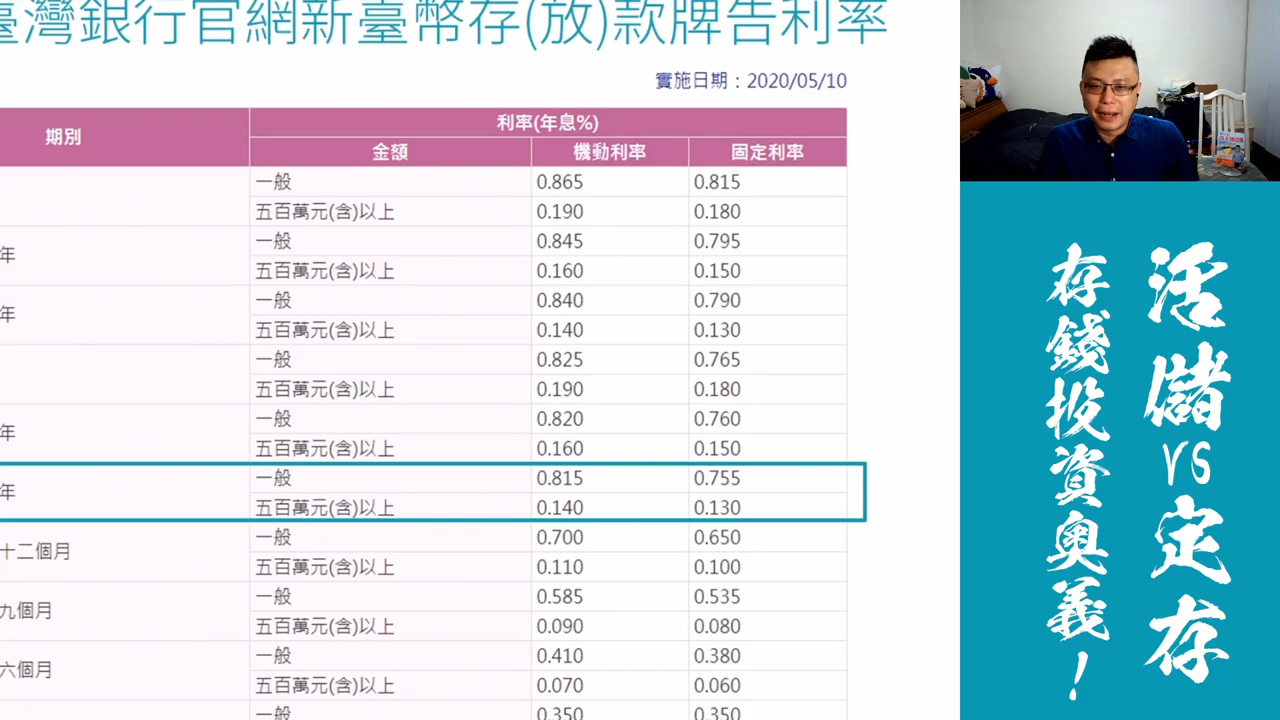 臺灣銀行官網新臺幣存(放)款牌告利率
實施日期：2020/05/10
期別 利率(年息%)
金額 機動利率 固定利率
一般 0.865 0.815
五百萬元(含)以上 0.190 0.180
年 一般 0.845 0.795
五百萬元(含)以上 0.160 0.150
年 一般 0.840 0.790
五百萬元(含)以上 0.140 0.130
一般 0.825 0.765
五百萬元(含)以上 0.190 0.180
年 一般 0.820 0.760
五百萬元(含)以上 0.160 0.150
年 一般 0.815 0.755
五百萬元(含)以上 0.140 0.130
十二個月 一般 0.700 0.650
五百萬元(含)以上 0.110 0.100
九個月 一般 0.585 0.535
五百萬元(含)以上 0.090 0.080
六個月 一般 0.410 0.380
五百萬元(含)以上 0.070 0.060
一般 0.350 0.350
活儲vs定存
存錢投資奧義！